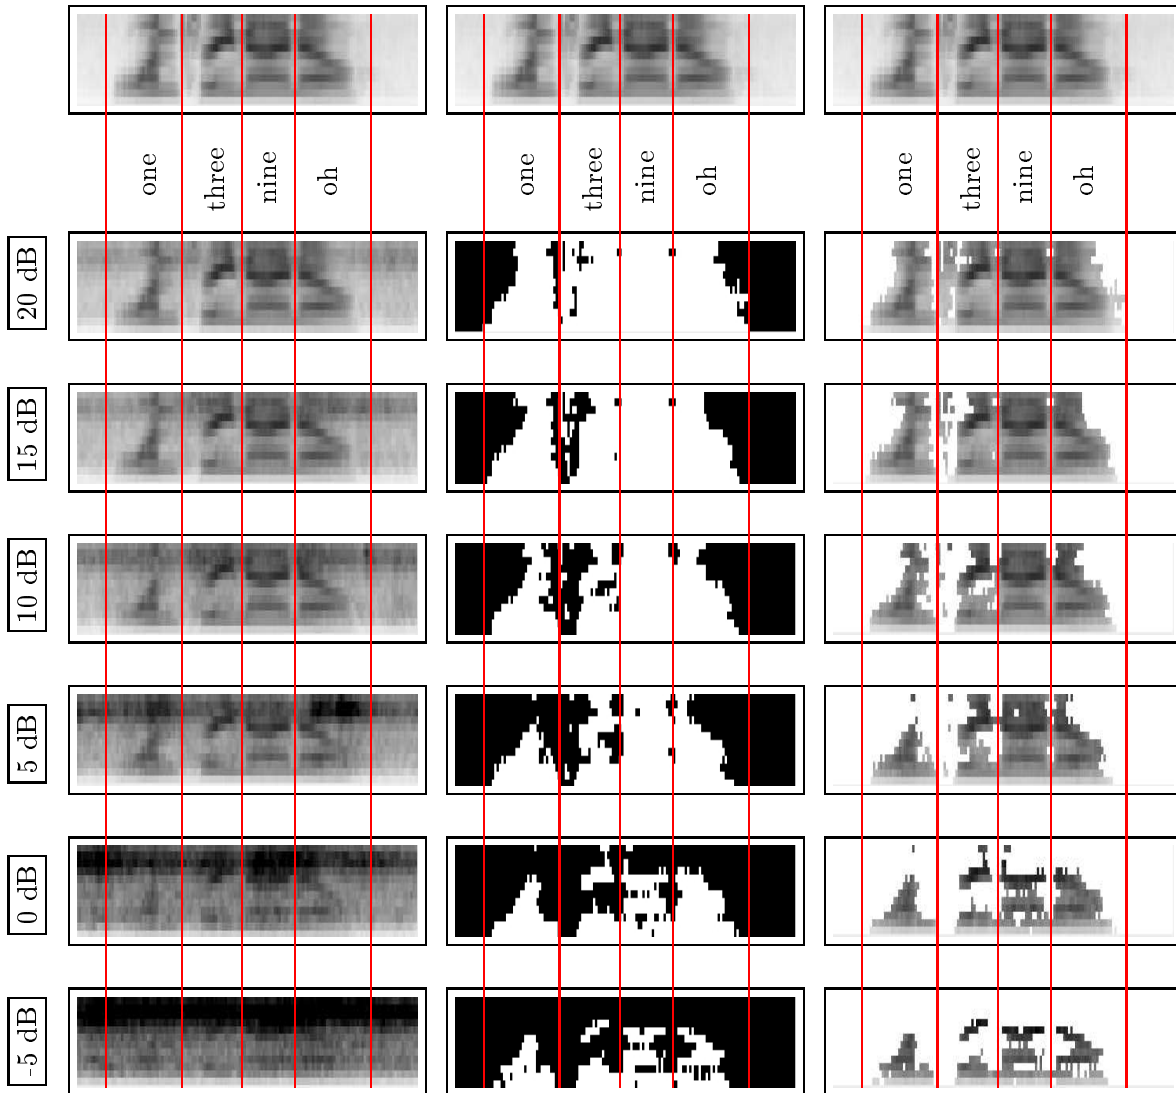 one three nine oh one three nine oh one three nine oh
20 dB
15 dB
10 dB
5 dB
0 dB
-5 dB